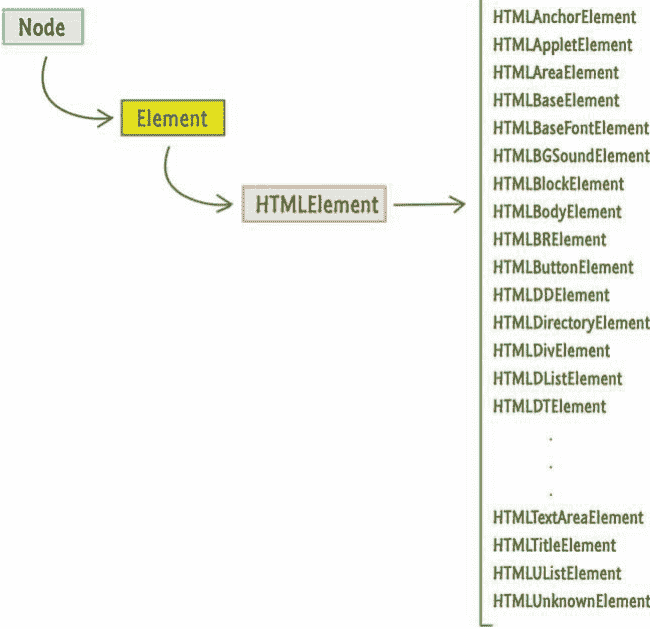 Node
Element
HTMLElement
HTMLAnchorElement
HTMLAppletElement
HTMLAreaElement
HTMLBaseElement
HTMLBaseFontElement
HTMLBGSoundElement
HTMLBlockElement
HTMLBodyElement
HTMLBRElement
HTMLButtonElement
HTMLDDElement
HTMLDirectoryElement
HTMLDivElement
HTMLDListElement
HTMLDTElement
.
.
.
HTMLTextAreaElement
HTMLTitleElement
HTMLUListElement
HTMLUnknownElement